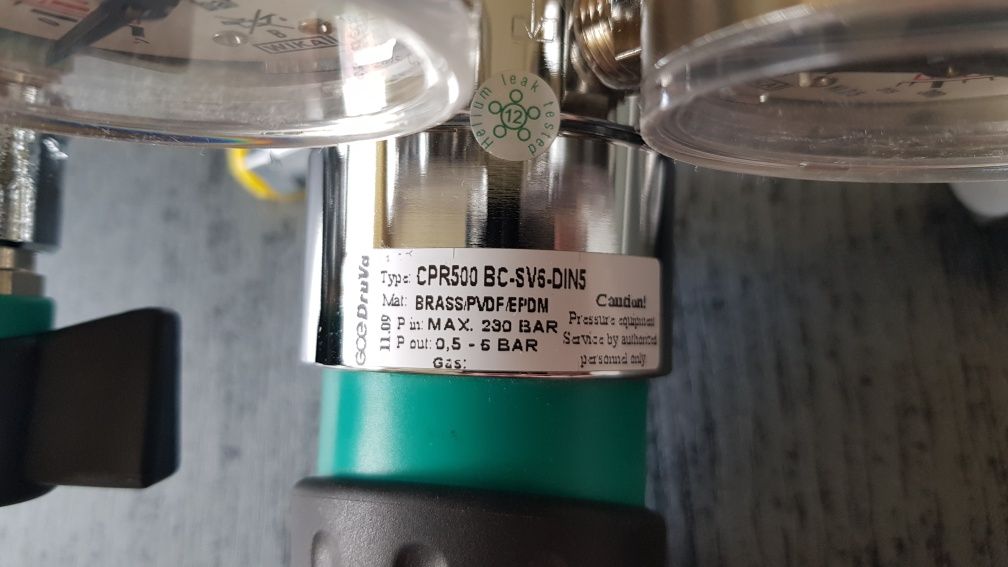 WIKA
Helium leak tested
12
GCE DruVa
11.09
Type: CPR500 BC-SV6-DIN5
Mat: BRASS/PVDF/EPDM
P in: MAX. 230 BAR
P out: 0,5 - 6 BAR
Gas:
Caution!
Pressure equipment
Service by authorized
personnel only